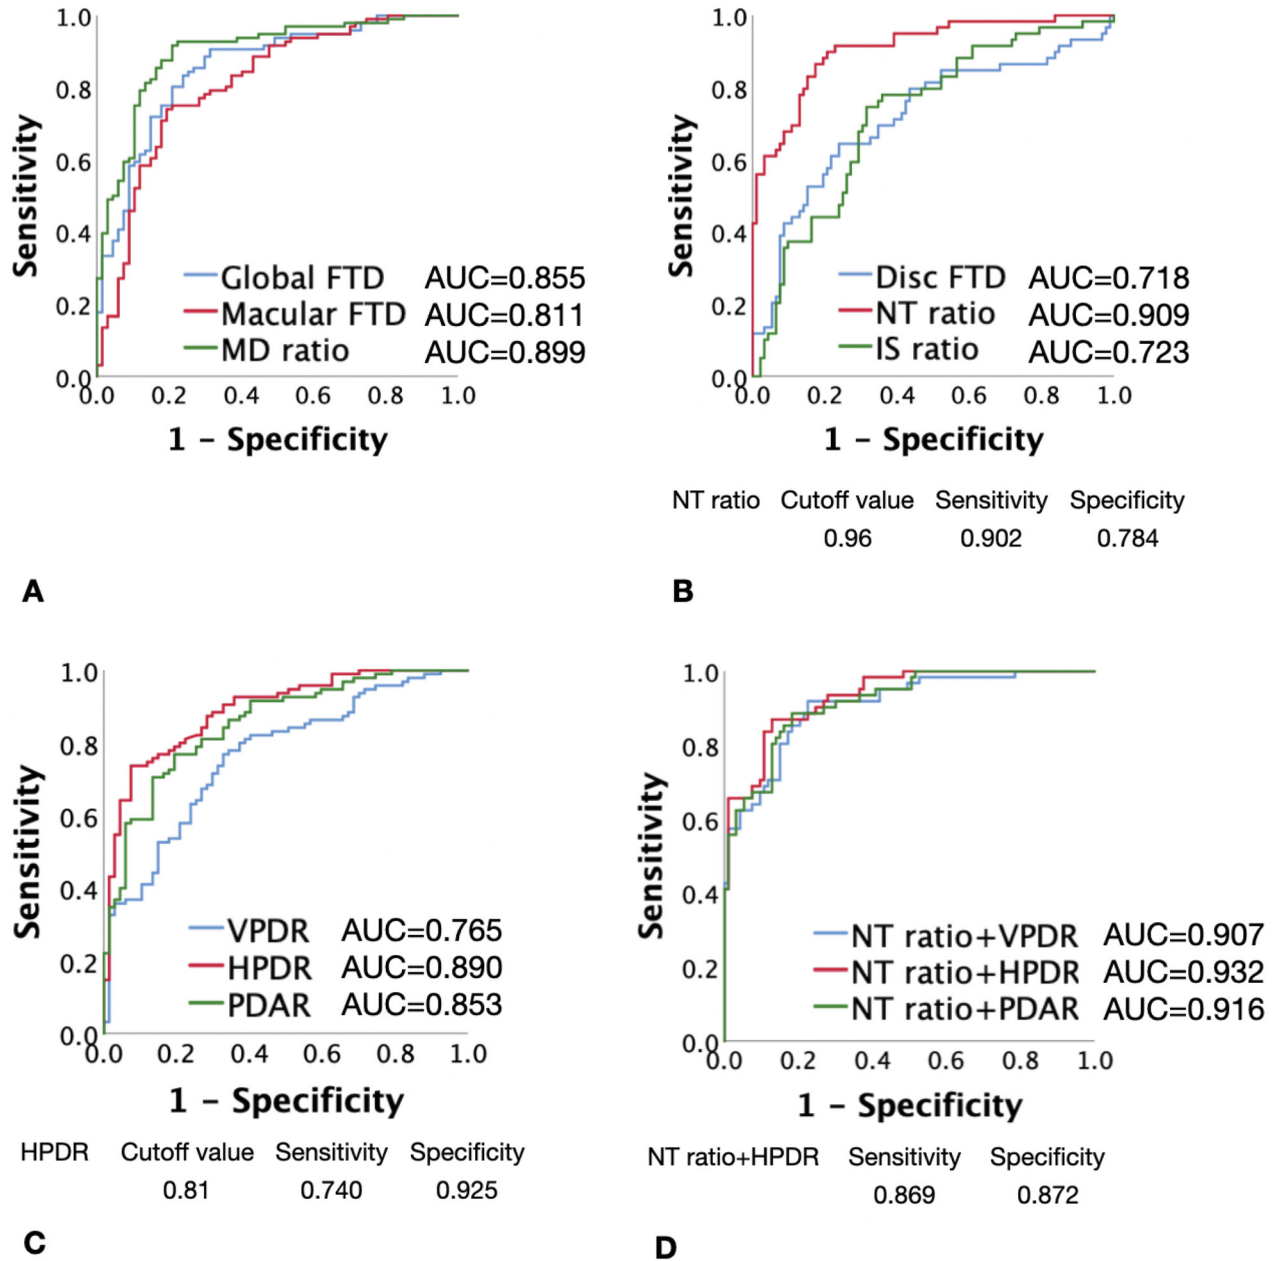 1.0
0.8
0.6
0.4
0.2
0.0
Sensitivity
Global FTD AUC=0.855
Macular FTD AUC=0.811
MD ratio AUC=0.899
0.0 0.2 0.4 0.6 0.8 1.0
1 – Specificity
A
1.0
0.8
0.6
0.4
0.2
0.0
Sensitivity
Disc FTD AUC=0.718
NT ratio AUC=0.909
IS ratio AUC=0.723
0.0 0.2 0.4 0.6 0.8 1.0
1 – Specificity
NT ratio Cutoff value Sensitivity Specificity
0.96 0.902 0.784
B
1.0
0.8
0.6
0.4
0.2
0.0
Sensitivity
VPDR AUC=0.765
HPDR AUC=0.890
PDAR AUC=0.853
0.0 0.2 0.4 0.6 0.8 1.0
1 – Specificity
HPDR Cutoff value Sensitivity Specificity
0.81 0.740 0.925
C
1.0
0.8
0.6
0.4
0.2
0.0
Sensitivity
NT ratio+VPDR AUC=0.907
NT ratio+HPDR AUC=0.932
NT ratio+PDAR AUC=0.916
0.0 0.2 0.4 0.6 0.8 1.0
1 – Specificity
NT ratio+HPDR Sensitivity Specificity
0.869 0.872
D